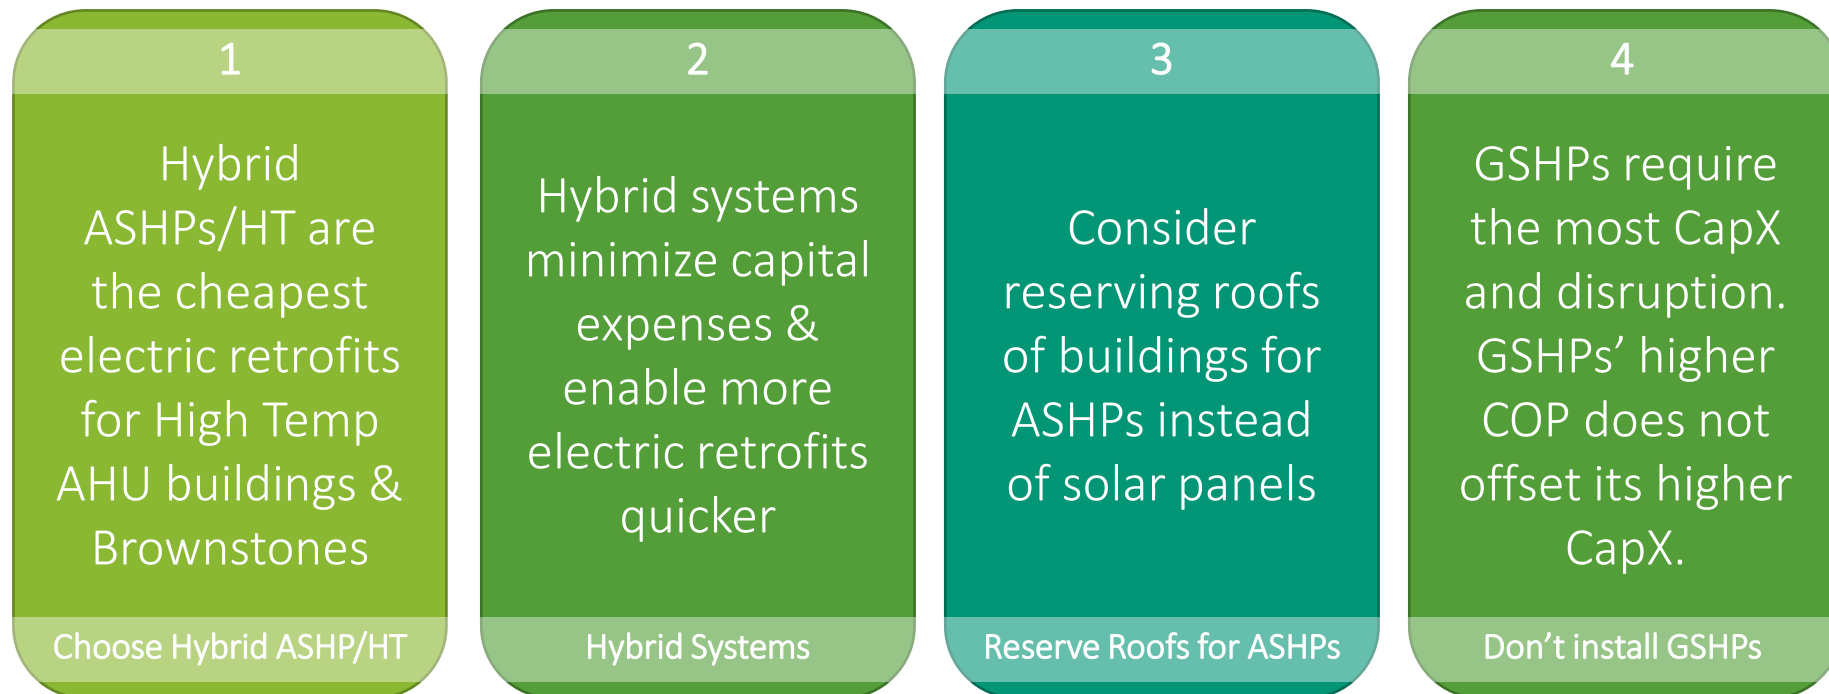 1
Hybrid
ASHPs/HT are
the cheapest
electric retrofits
for High Temp
AHU buildings &
Brownstones
Choose Hybrid ASHP/HT
2
Hybrid systems
minimize capital
expenses &
enable more
electric retrofits
quicker
Hybrid Systems
3
Consider
reserving roofs
of buildings for
ASHPs instead
of solar panels
Reserve Roofs for ASHPs
4
GSHPs require
the most CapX
and disruption.
GSHPs’ higher
COP does not
offset its higher
CapX.
Don’t install GSHPs